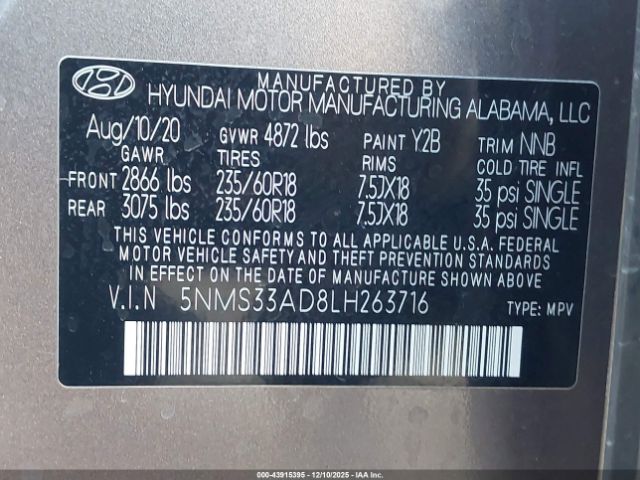 MANUFACTURED BY
HYUNDAI MOTOR MANUFACTURING ALABAMA, LLC
Aug/10/20 GVWR 4872 lbs PAINT Y2B TRIM NNB
GAWR TIRES RIMS COLD TIRE INFL
FRONT 2866 lbs 235/60R18 7.5JX18 35 psi SINGLE
REAR 3075 lbs 235/60R18 7.5JX18 35 psi SINGLE
THIS VEHICLE CONFORMS TO ALL APPLICABLE U.S.A. FEDERAL
MOTOR VEHICLE SAFETY AND THEFT PREVENTION STANDARDS
IN EFFECT ON THE DATE OF MANUFACTURE SHOWN ABOVE.
V.I.N 5NMS33AD8LH263716 TYPE: MPV
000-43915395 - 12/10/2025 - IAAI.COM